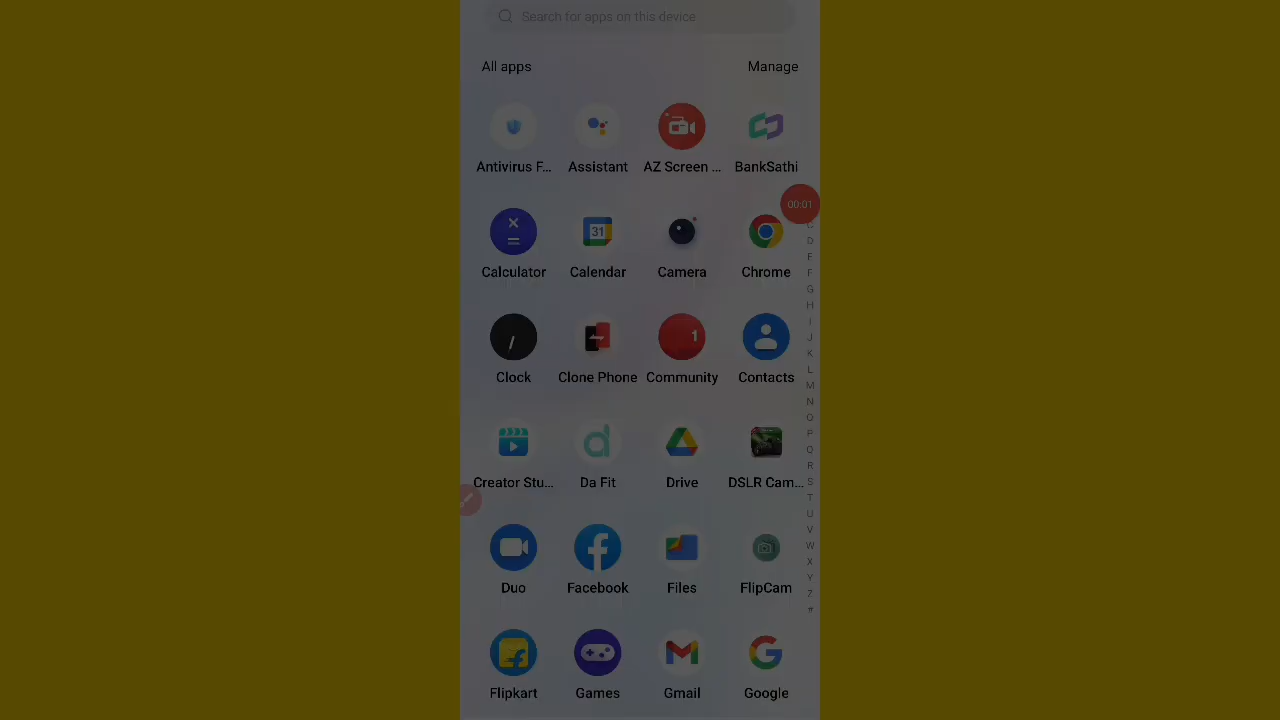 Search for apps on this device
All apps
Manage
Antivirus F...
Assistant
AZ Screen ...
BankSathi
00:01
Calculator
31
Calendar
Camera
Chrome
1
Clock
Clone Phone
Community
Contacts
Creator Stu...
Da Fit
Drive
DSLR Cam...
Duo
Facebook
Files
FlipCam
Flipkart
Games
Gmail
Google
C
D
E
F
G
H
I
J
K
L
M
N
O
P
Q
R
S
T
U
V
W
X
Y
Z
#